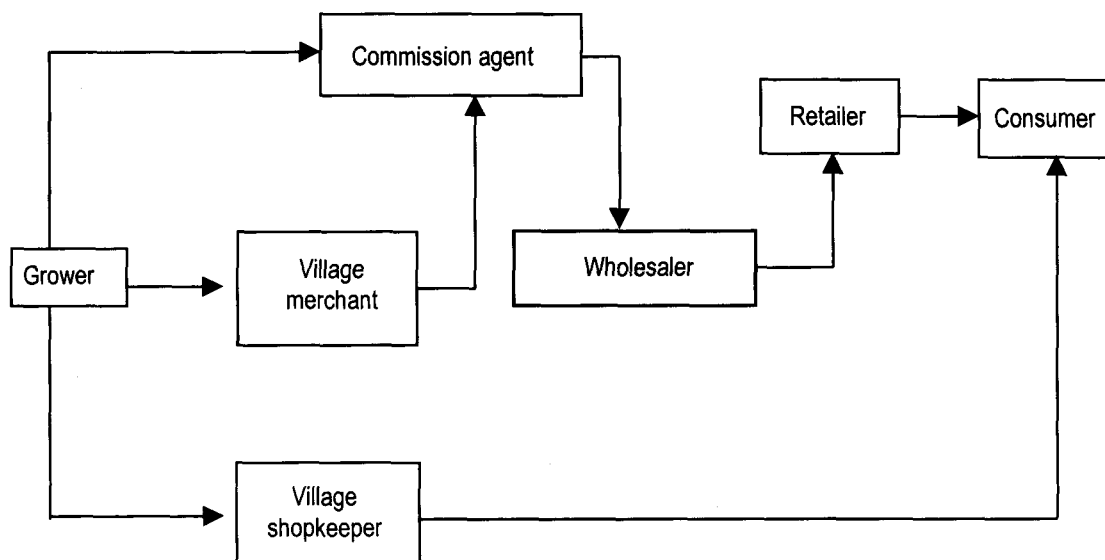 Commission agent
Retailer
Consumer
Grower
Village
merchant
Wholesaler
Village
shopkeeper